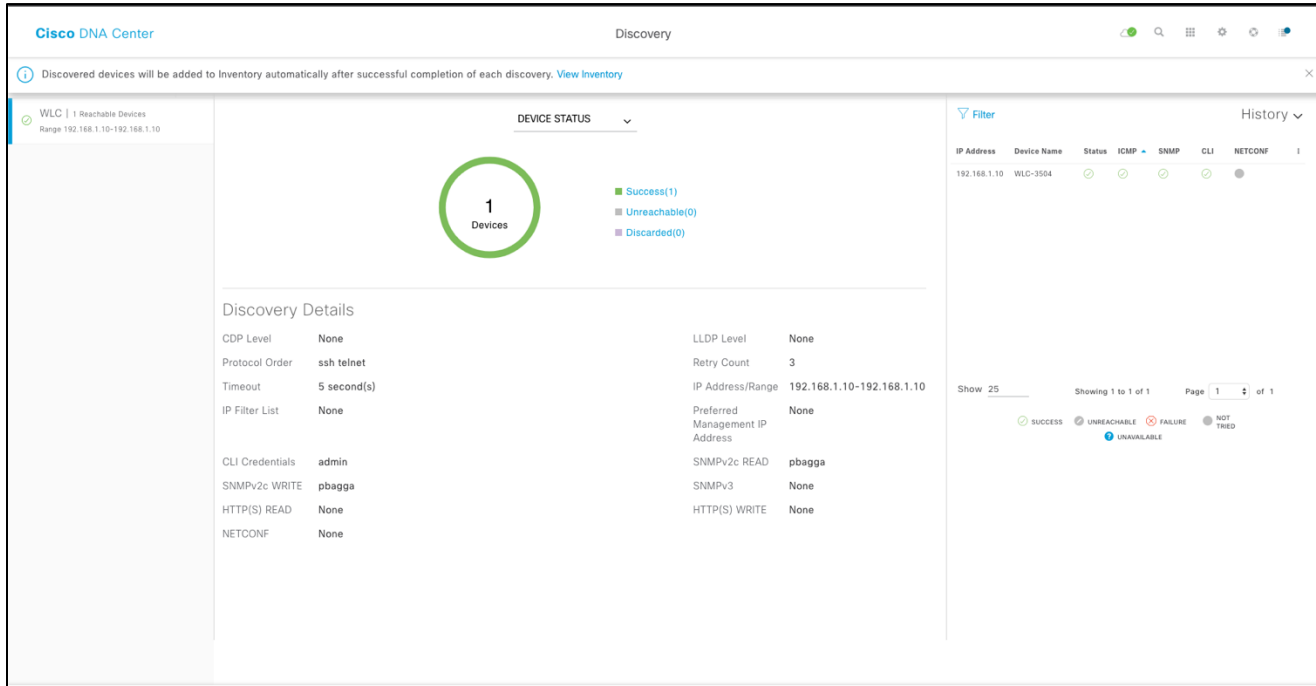 Cisco DNA Center
Discovery
Discovered devices will be added to Inventory automatically after successful completion of each discovery. View Inventory
WLC | 1 Reachable Devices
Range 192.168.1.10-192.168.1.10
DEVICE STATUS
1
Devices
Success(1)
Unreachable(0)
Discarded(0)
Discovery Details
CDP Level None LLDP Level None
Protocol Order ssh telnet Retry Count 3
Timeout 5 second(s) IP Address/Range 192.168.1.10-192.168.1.10
IP Filter List None Preferred Management IP Address None
CLI Credentials admin SNMPv2c READ pbagga
SNMPv2c WRITE pbagga SNMPv3 None
HTTP(S) READ None HTTP(S) WRITE None
NETCONF None
Filter History
IP Address Device Name Status ICMP SNMP CLI NETCONF
192.168.1.10 WLC-3504
Show 25 Showing 1 to 1 of 1 Page 1 of 1
SUCCESS UNREACHABLE FAILURE NOT TRIED
UNAVAILABLE